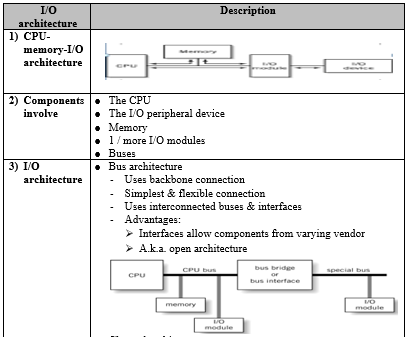 I/O architecture
Description
1) CPU-memory-I/O architecture
Memory
CPU
I/O module
I/O device
2) Components involve
● The CPU
● The I/O peripheral device
● Memory
● 1 / more I/O modules
● Buses
3) I/O architecture
● Bus architecture
- Uses backbone connection
- Simplest & flexible connection
- Uses interconnected buses & interfaces
- Advantages:
➢ Interfaces allow components from varying vendor
➢ A.k.a. open architecture
CPU
CPU bus
bus bridge or bus interface
special bus
memory
I/O module
I/O module